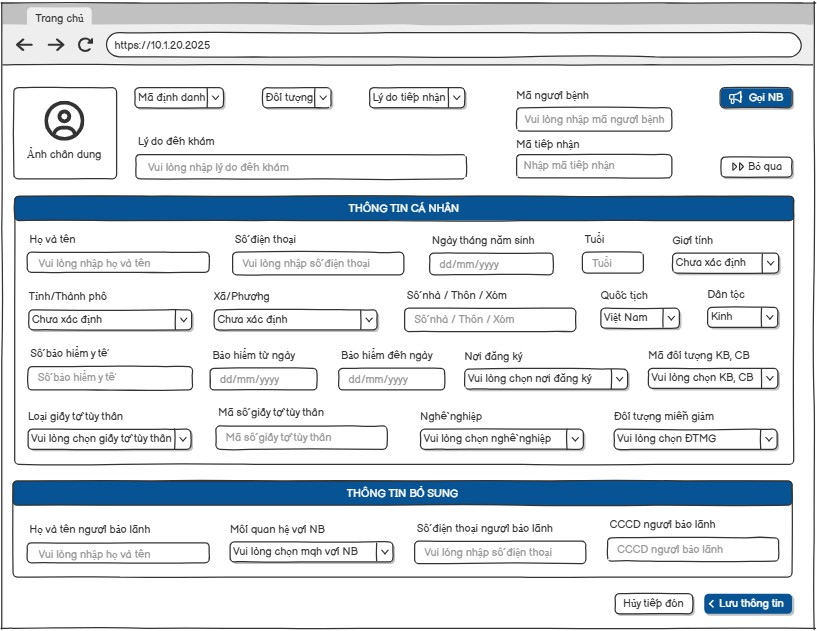 Trang chủ
https://10.1.20.2025
Mã định danh
Đối tượng
Lý do tiếp nhận
Mã người bệnh
Gọi NB
Vui lòng nhập mã người bệnh
Ảnh chân dung
Lý do đến khám
Mã tiếp nhận
Vui lòng nhập lý do đến khám
Nhập mã tiếp nhận
Bỏ qua
THÔNG TIN CÁ NHÂN
Họ và tên
Số điện thoại
Ngày tháng năm sinh
Tuổi
Giới tính
Vui lòng nhập họ và tên
Vui lòng nhập số điện thoại
dd/mm/yyyy
Tuổi
Chưa xác định
Tỉnh/Thành phố
Xã/Phường
Số nhà / Thôn / Xóm
Quốc tịch
Dân tộc
Chưa xác định
Chưa xác định
Số nhà / Thôn / Xóm
Việt Nam
Kinh
Số bảo hiểm y tế
Bảo hiểm từ ngày
Bảo hiểm đến ngày
Nơi đăng ký
Mã đối tượng KB, CB
Số bảo hiểm y tế
dd/mm/yyyy
dd/mm/yyyy
Vui lòng chọn nơi đăng ký
Vui lòng chọn KB, CB
Loại giấy tờ tùy thân
Mã số giấy tờ tùy thân
Nghề nghiệp
Đối tượng miễn giảm
Vui lòng chọn giấy tờ tùy thân
Mã số giấy tờ tùy thân
Vui lòng chọn nghề nghiệp
Vui lòng chọn ĐTMG
THÔNG TIN BỔ SUNG
Họ và tên người bảo lãnh
Mối quan hệ với NB
Số điện thoại người bảo lãnh
CCCD người bảo lãnh
Vui lòng nhập họ và tên
Vui lòng chọn mqh với NB
Vui lòng nhập số điện thoại
CCCD người bảo lãnh
Hủy tiếp đón
Lưu thông tin